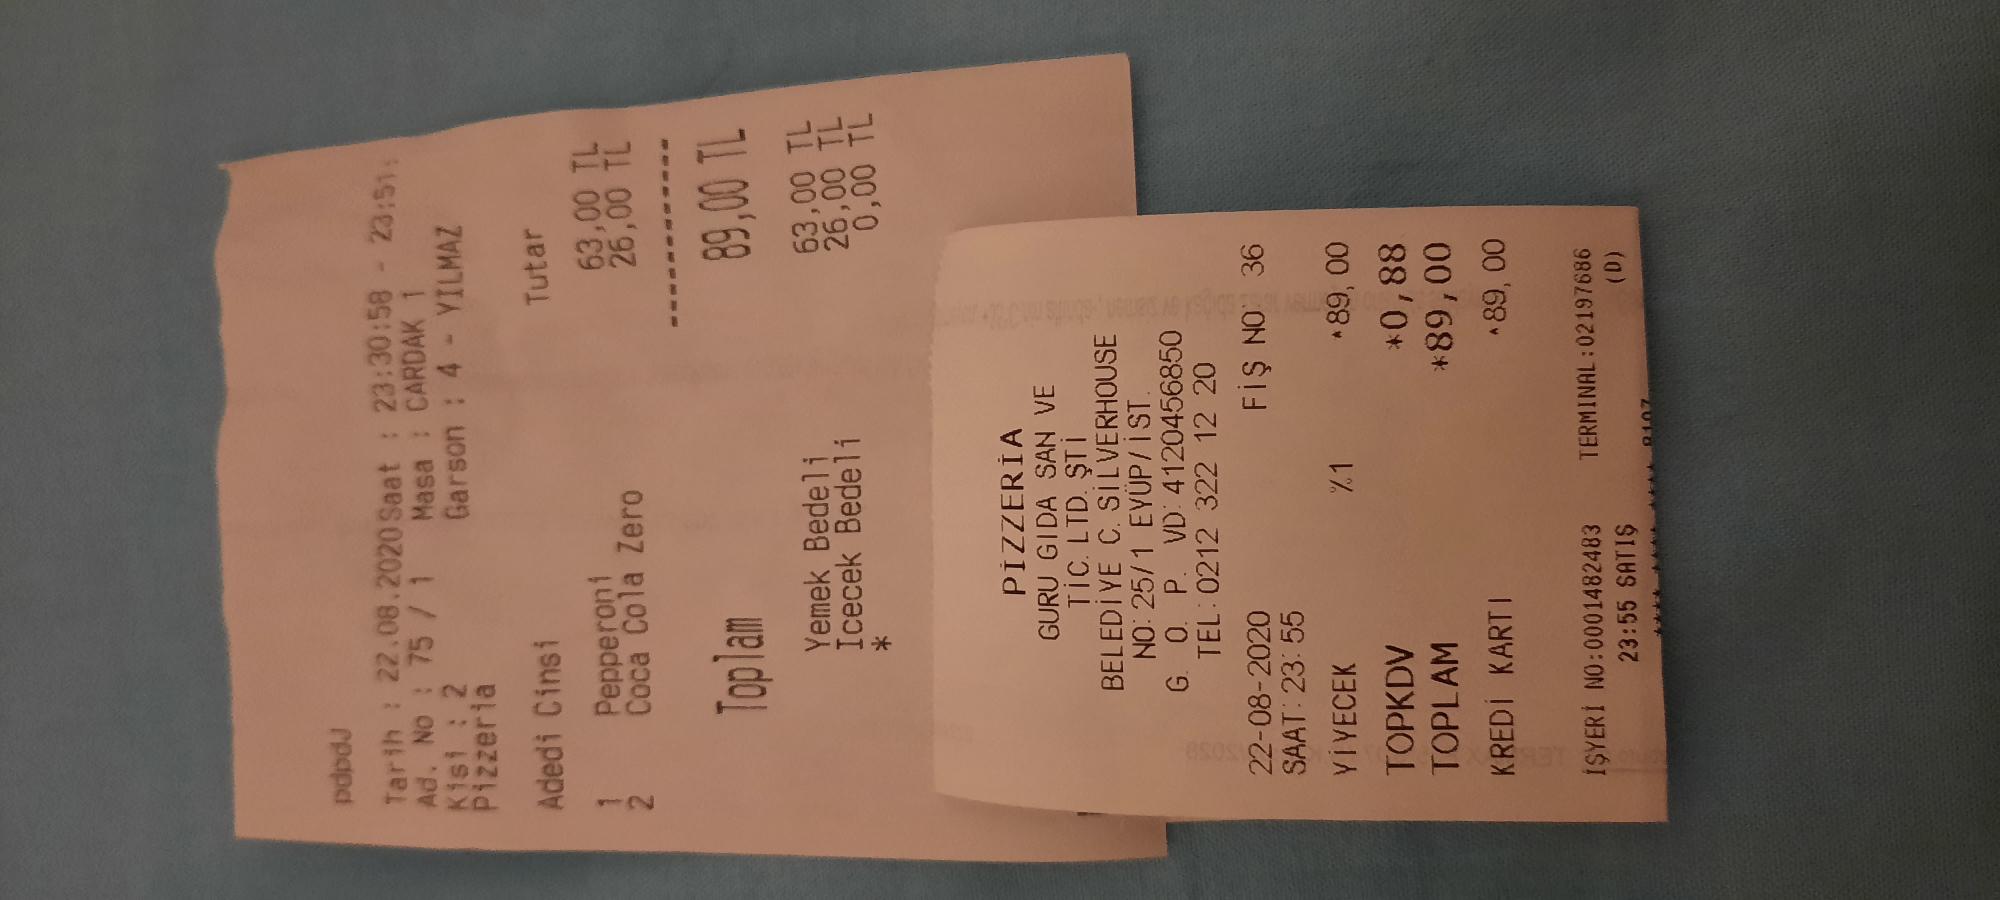 pdpdJ
Tarih : 22.08.2020Saat : 23:30:58 - 23:51:
Ad. No : 75 / 1 Masa : CARDAK 1
Kisi : 2 Garson : 4 - YILMAZ
Pizzeria
Adedi Cinsi Tutar
1 Pepperoni 63,00 TL
2 Coca Cola Zero 26,00 TL
------------
Toplam 89,00 TL
Yemek Bedeli 63,00 TL
Icecek Bedeli 26,00 TL
* 0,00 TL
PİZZERİA
GURU GIDA SAN VE
TİC. LTD. ŞTİ
BELEDİYE C. SİLVERHOUSE
NO: 25/1 EYÜP/İST.
G. O. P. VD: 4120456850
TEL: 0212 322 12 20
22-08-2020 FİŞ NO 36
SAAT: 23:55
YİYECEK %1 *89,00
TOPKDV *0,88
TOPLAM *89,00
KREDİ KARTI *89,00
İŞYERİ NO:0001482483 TERMINAL:02197686
23:55 SATIŞ (D)
**** **** **** 8107